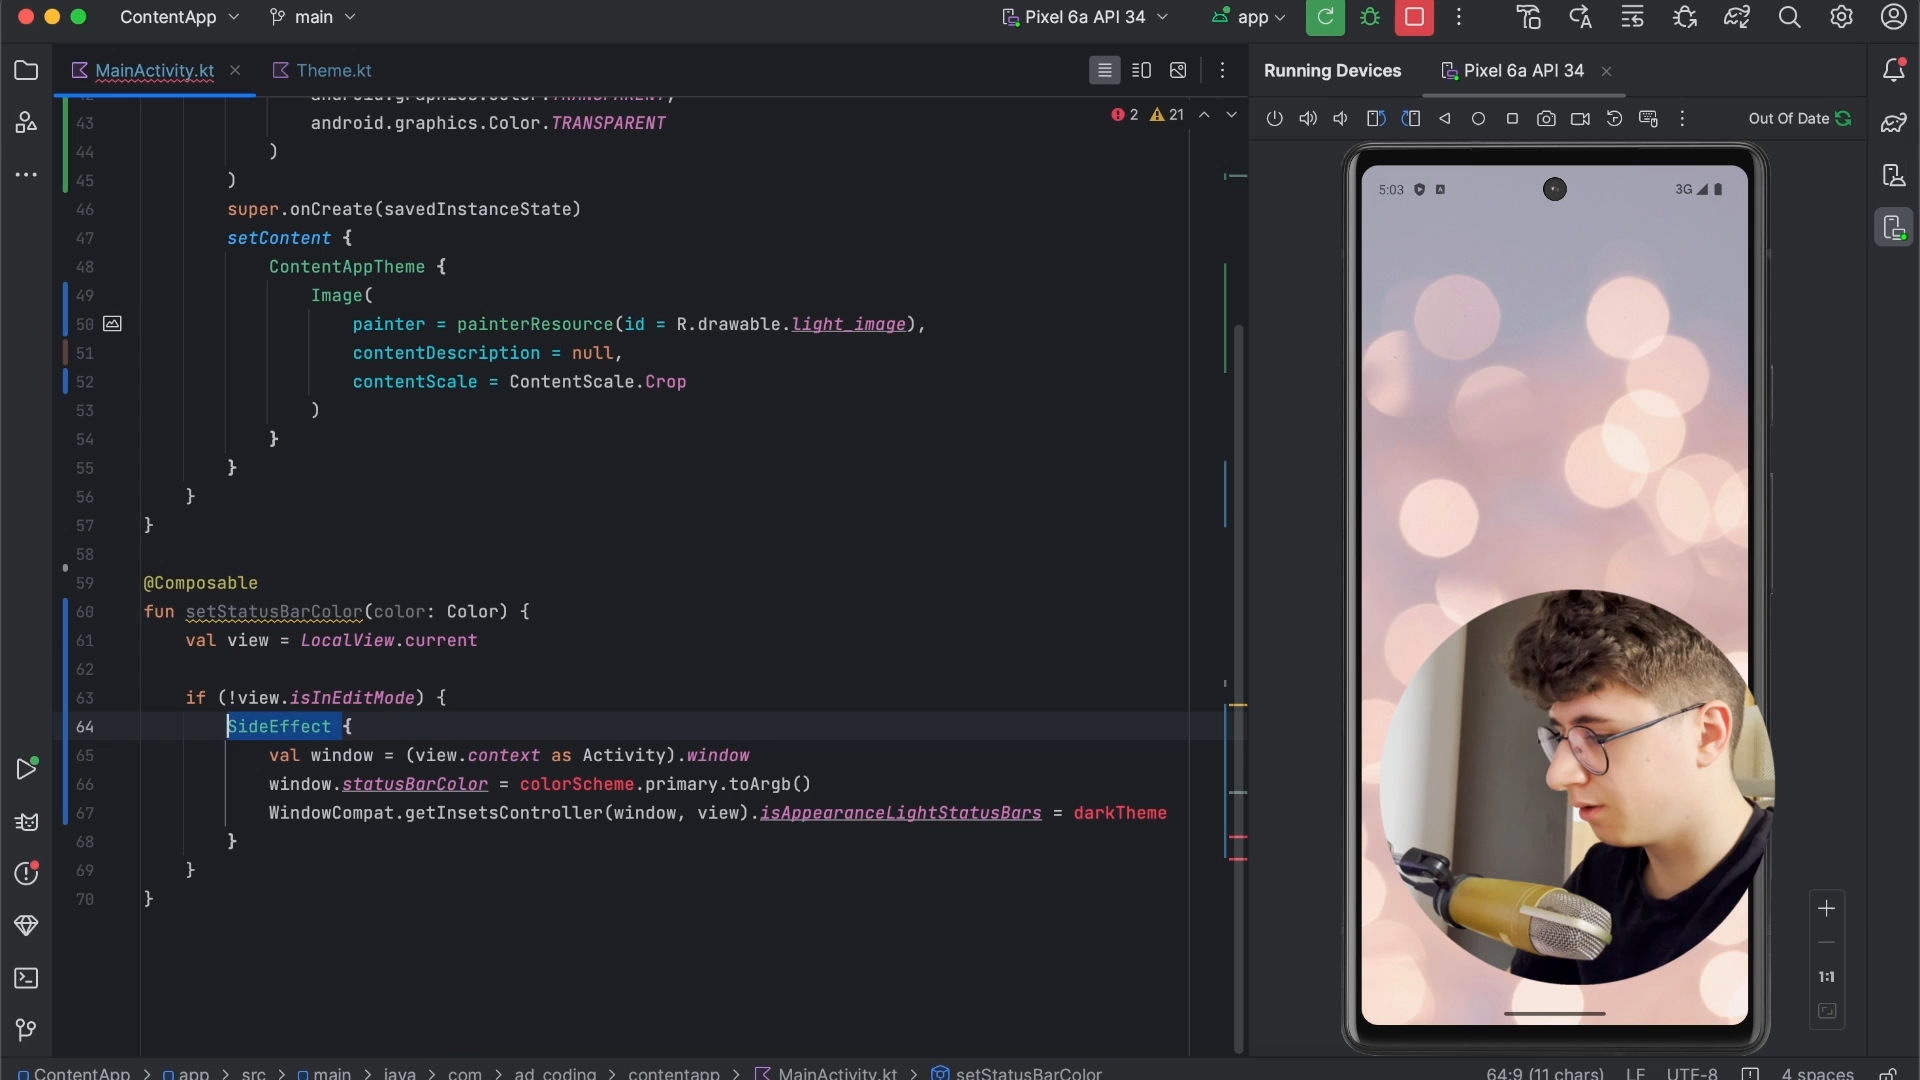 ContentApp main Pixel 6a API 34 app
MainActivity.kt Theme.kt Running Devices Pixel 6a API 34
2 21 Out Of Date
43 android.graphics.Color.TRANSPARENT
44 )
45 )
46 super.onCreate(savedInstanceState)
47 setContent {
48 ContentAppTheme {
49 Image(
50 painter = painterResource(id = R.drawable.light_image),
51 contentDescription = null,
52 contentScale = ContentScale.Crop
53 )
54 }
55 }
56 }
57 }
58
59 @Composable
60 fun setStatusBarColor(color: Color) {
61 val view = LocalView.current
62
63 if (!view.isInEditMode) {
64 SideEffect {
65 val window = (view.context as Activity).window
66 window.statusBarColor = colorScheme.primary.toArgb()
67 WindowCompat.getInsetsController(window, view).isAppearanceLightStatusBars = darkTheme
68 }
69 }
70 }
5:03 3G
1:1
ContentApp > app > src > main > java > com > ad_coding > contentapp > MainActivity.kt > setStatusBarColor 64:9 (11 chars) LF UTF-8 4 spaces